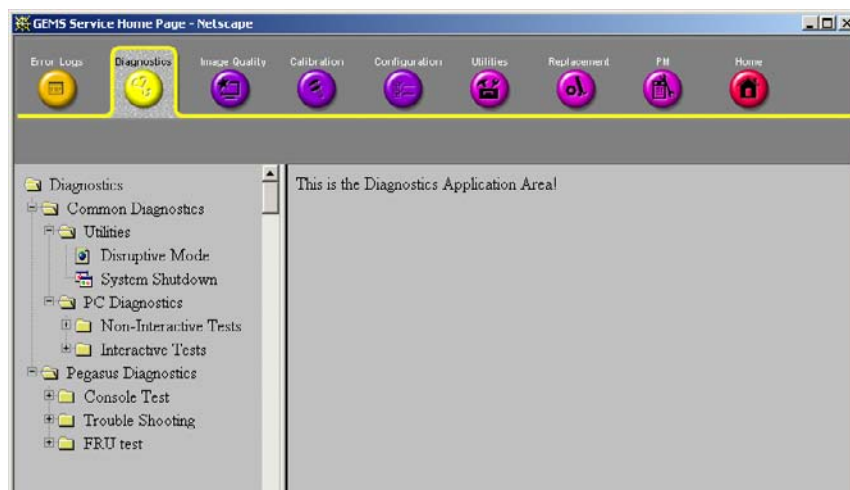 GEMS Service Home Page - Netscape
Error Logs
Diagnostics
Image Quality
Calibration
Configuration
Utilities
Replacement
PM
Home
Diagnostics
Common Diagnostics
Utilities
Disruptive Mode
System Shutdown
PC Diagnostics
Non-Interactive Tests
Interactive Tests
Pegasus Diagnostics
Console Test
Trouble Shooting
FRU test
This is the Diagnostics Application Area!